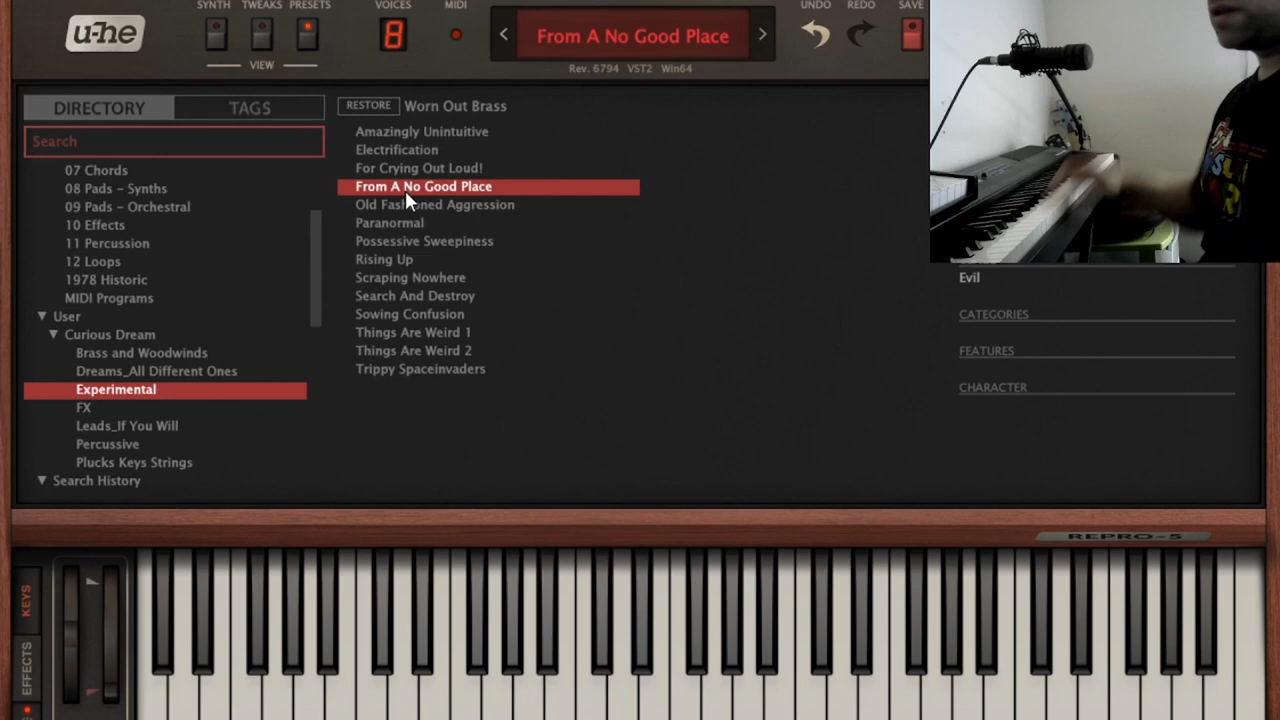 SYNTH TWEAKS PRESETS VOICES MIDI UNDO REDO SAVE
u-he
8
From A No Good Place
VIEW
Rev. 6794 VST2 Win64
DIRECTORY TAGS
RESTORE Worn Out Brass
Search
07 Chords
08 Pads - Synths
09 Pads - Orchestral
10 Effects
11 Percussion
12 Loops
1978 Historic
MIDI Programs
User
Curious Dream
Brass and Woodwinds
Dreams_All Different Ones
Experimental
FX
Leads_If You Will
Percussive
Plucks Keys Strings
Search History
Amazingly Unintuitive
Electrification
For Crying Out Loud!
From A No Good Place
Old Fashioned Aggression
Paranormal
Possessive Sweepiness
Rising Up
Scraping Nowhere
Search And Destroy
Sowing Confusion
Things Are Weird 1
Things Are Weird 2
Trippy Spaceinvaders
Evil
CATEGORIES
FEATURES
CHARACTER
REPRO-5
KEYS
EFFECTS